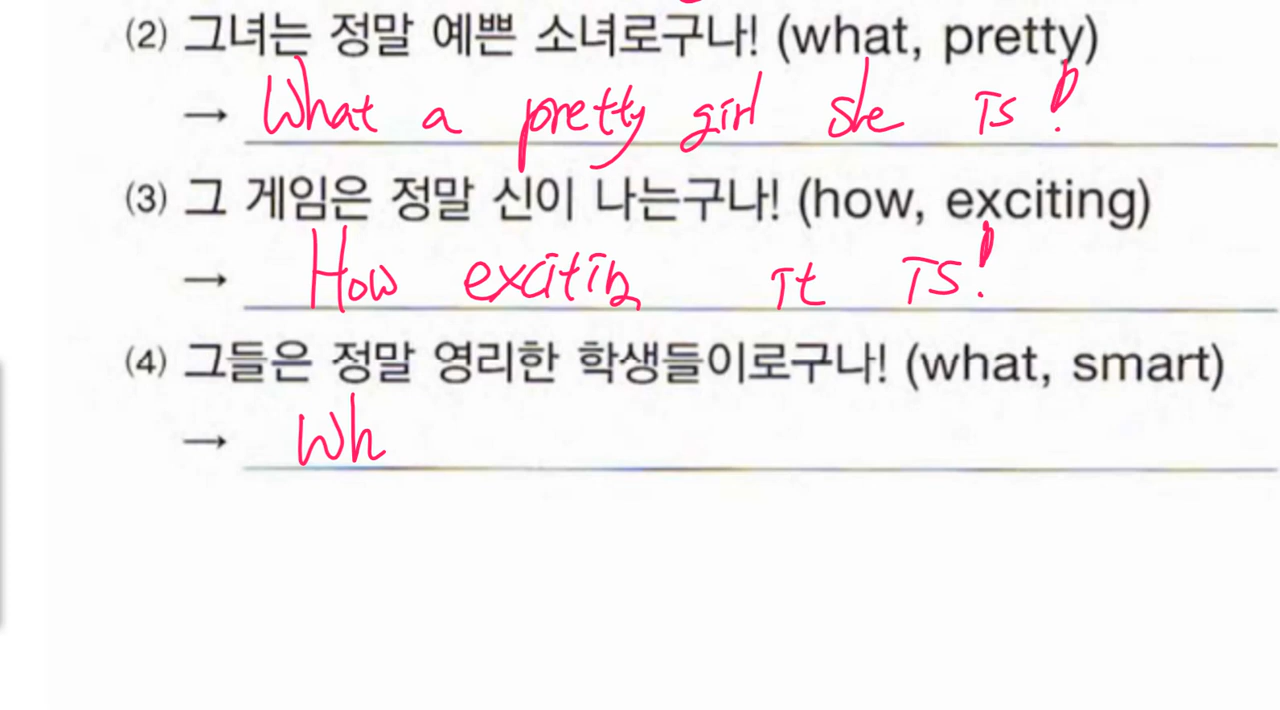 (2) 그녀는 정말 예쁜 소녀로구나! (what, pretty)
→ What a pretty girl she is!
(3) 그 게임은 정말 신이 나는구나! (how, exciting)
→ How excitin it is!
(4) 그들은 정말 영리한 학생들이로구나! (what, smart)
→ Wh